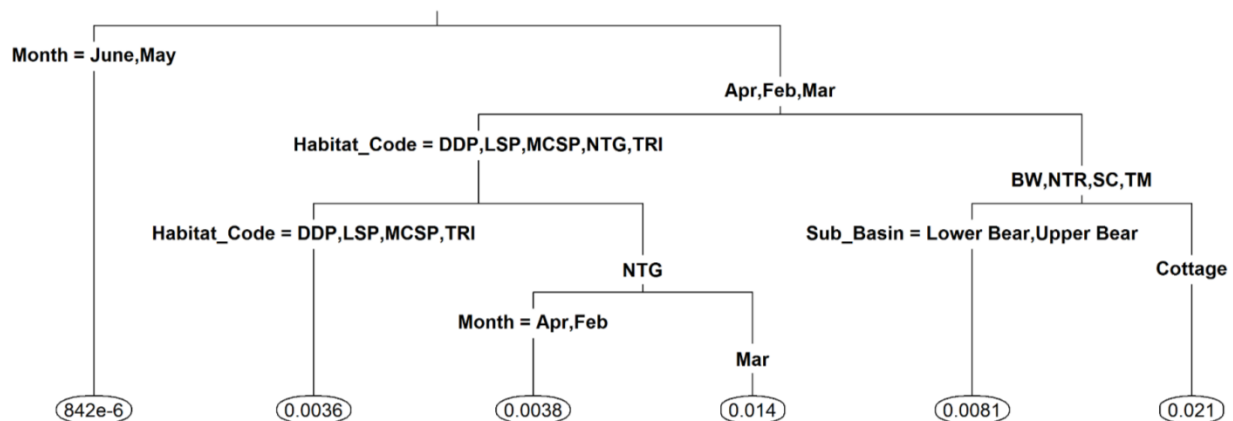 Month = June,May
Apr,Feb,Mar
Habitat_Code = DDP,LSP,MCSP,NTG,TRI
BW,NTR,SC,TM
Habitat_Code = DDP,LSP,MCSP,TRI
Sub_Basin = Lower Bear,Upper Bear
NTG
Cottage
Month = Apr,Feb
Mar
842e-6
0.0036
0.0038
0.014
0.0081
0.021